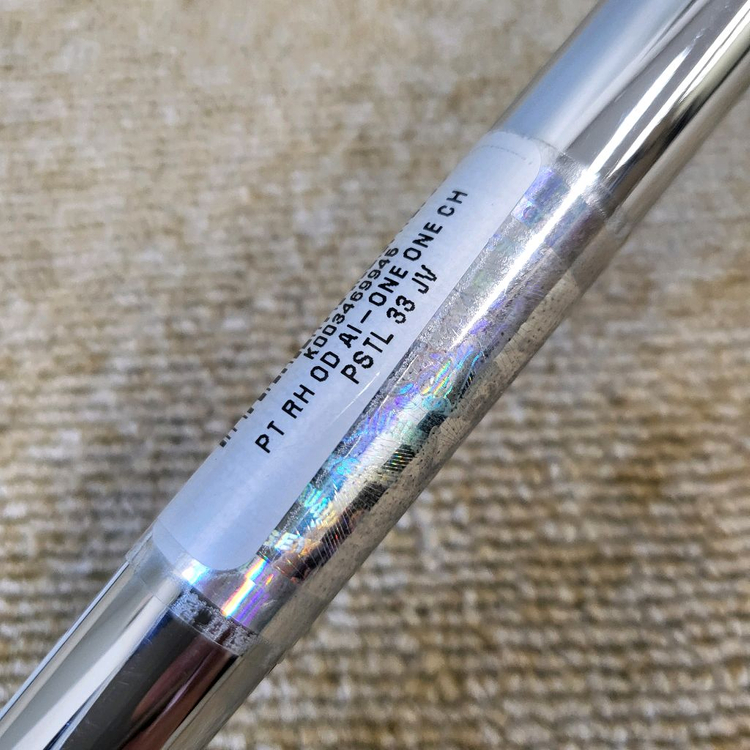 K003469946
PT RH OD AI-ONE ONE CH
PSTL 33 JV